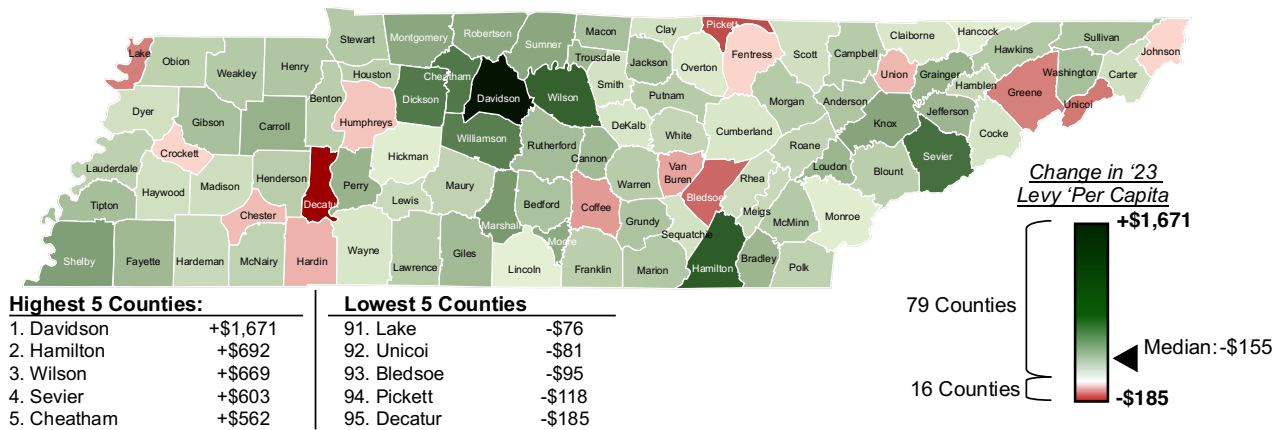 Stewart
Montgomery
Robertson
Sumner
Macon
Clay
Pickett
Claiborne
Hancock
Sullivan
Johnson
Lake
Obion
Weakley
Henry
Houston
Cheatham
Trousdale
Jackson
Overton
Fentress
Scott
Campbell
Union
Grainger
Hawkins
Hamblen
Washington
Carter
Greene
Unicoi
Dyer
Gibson
Carroll
Benton
Humphreys
Dickson
Davidson
Wilson
Smith
Putnam
Morgan
Anderson
Knox
Jefferson
Cocke
Crockett
Williamson
Rutherford
DeKalb
White
Cumberland
Roane
Loudon
Sevier
Lauderdale
Haywood
Madison
Henderson
Decatu
Perry
Hickman
Cannon
Warren
Van
Buren
Bledsoe
Rhea
Blount
Tipton
Chester
Lewis
Maury
Marshall
Bedford
Coffee
Grundy
Sequatchie
Meigs
McMinn
Monroe
Shelby
Fayette
Hardeman
McNairy
Hardin
Wayne
Lawrence
Giles
Lincoln
Moore
Franklin
Marion
Hamilton
Bradley
Polk
Change in ‘23
Levy ‘Per Capita
+$1,671
79 Counties
Median:-$155
16 Counties
-$185
Highest 5 Counties:
1. Davidson +$1,671
2. Hamilton +$692
3. Wilson +$669
4. Sevier +$603
5. Cheatham +$562
Lowest 5 Counties
91. Lake -$76
92. Unicoi -$81
93. Bledsoe -$95
94. Pickett -$118
95. Decatur -$185